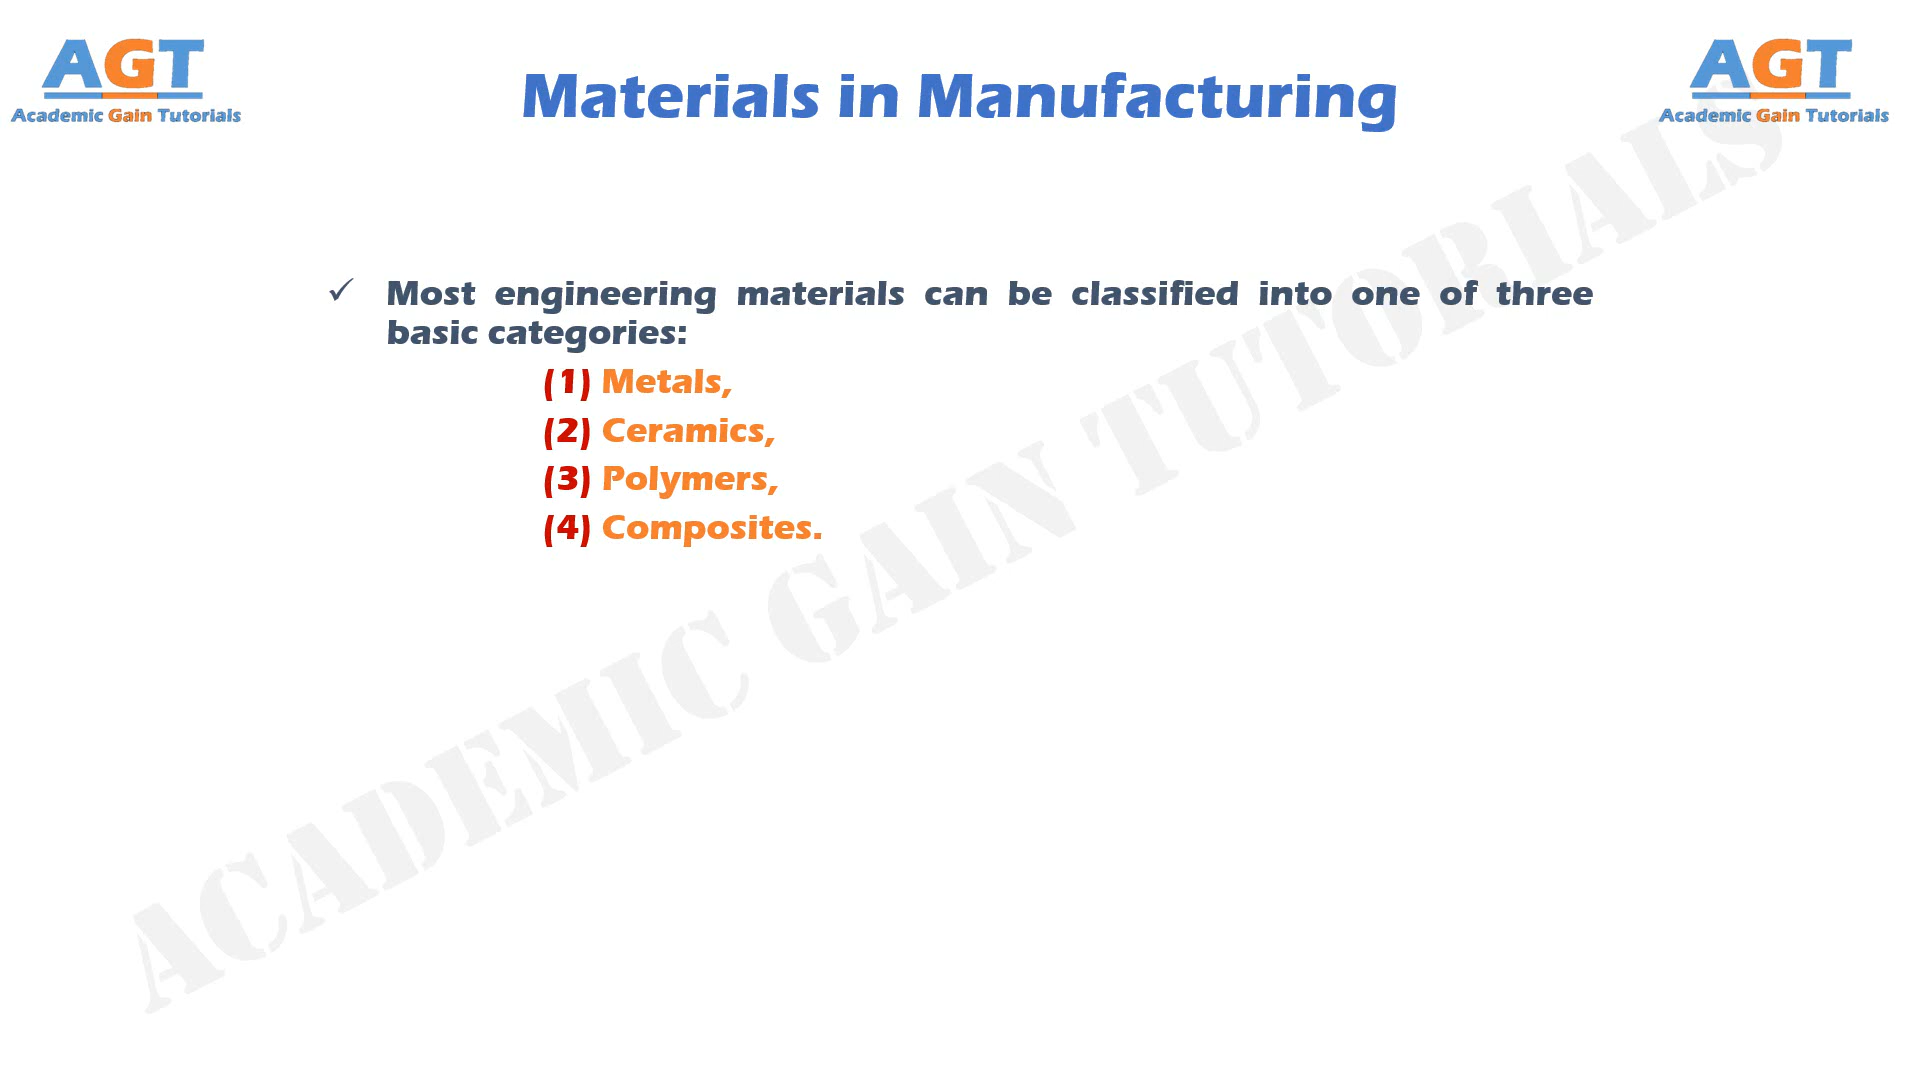 AGT
Academic Gain Tutorials
Materials in Manufacturing
AGT
Academic Gain Tutorials
✓ Most engineering materials can be classified into one of three
basic categories:
(1) Metals,
(2) Ceramics,
(3) Polymers,
(4) Composites.
ACADEMIC GAIN TUTORIALS